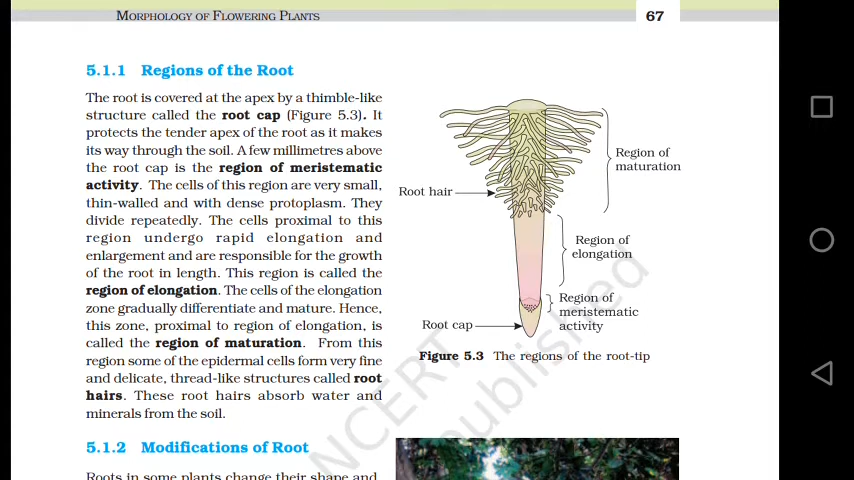 MORPHOLOGY OF FLOWERING PLANTS
67
5.1.1 Regions of the Root
The root is covered at the apex by a thimble-like
structure called the root cap (Figure 5.3). It
protects the tender apex of the root as it makes
its way through the soil. A few millimetres above
the root cap is the region of meristematic
activity. The cells of this region are very small,
thin-walled and with dense protoplasm. They
divide repeatedly. The cells proximal to this
region undergo rapid elongation and
enlargement and are responsible for the growth
of the root in length. This region is called the
region of elongation. The cells of the elongation
zone gradually differentiate and mature. Hence,
this zone, proximal to region of elongation, is
called the region of maturation. From this
region some of the epidermal cells form very fine
and delicate, thread-like structures called root
hairs. These root hairs absorb water and
minerals from the soil.
Region of
maturation
Root hair
Region of
elongation
Region of
meristematic
activity
Root cap
Figure 5.3 The regions of the root-tip
5.1.2 Modifications of Root
Roots in some plants change their shape and
NCERT
published